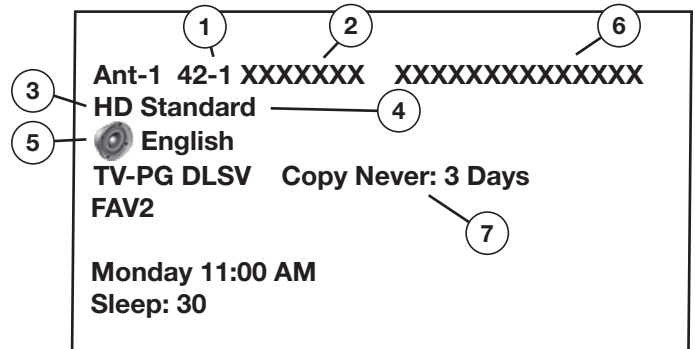 1 2 6
Ant-1 42-1 XXXXXXX XXXXXXXXXXXXXX
3 HD Standard 4
5 English
TV-PG DLSV Copy Never: 3 Days
FAV2
7
Monday 11:00 AM
Sleep: 30